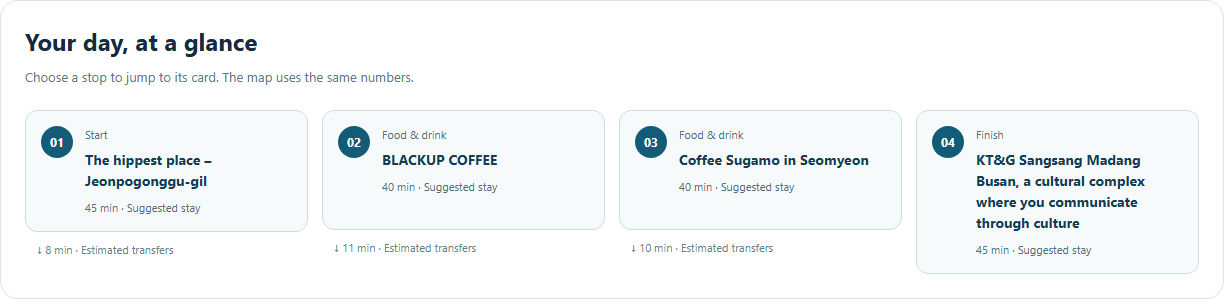 Your day, at a glance
Choose a stop to jump to its card. The map uses the same numbers.
01
Start
The hippest place –
Jeonpogonggu-gil
45 min · Suggested stay
↓ 8 min · Estimated transfers
02
Food & drink
BLACKUP COFFEE
40 min · Suggested stay
↓ 11 min · Estimated transfers
03
Food & drink
Coffee Sugamo in Seomyeon
40 min · Suggested stay
↓ 10 min · Estimated transfers
04
Finish
KT&G Sangsang Madang
Busan, a cultural complex
where you communicate
through culture
45 min · Suggested stay